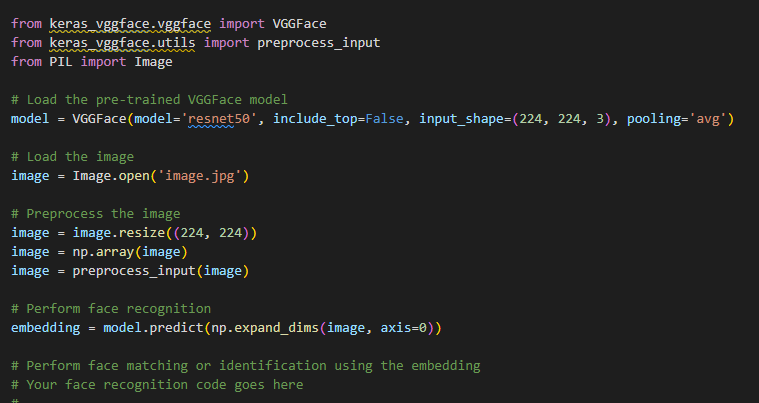 from keras_vggface.vggface import VGGFace
from keras_vggface.utils import preprocess_input
from PIL import Image
# Load the pre-trained VGGFace model
model = VGGFace(model='resnet50', include_top=False, input_shape=(224, 224, 3), pooling='avg')
# Load the image
image = Image.open('image.jpg')
# Preprocess the image
image = image.resize((224, 224))
image = np.array(image)
image = preprocess_input(image)
# Perform face recognition
embedding = model.predict(np.expand_dims(image, axis=0))
# Perform face matching or identification using the embedding
# Your face recognition code goes here
#